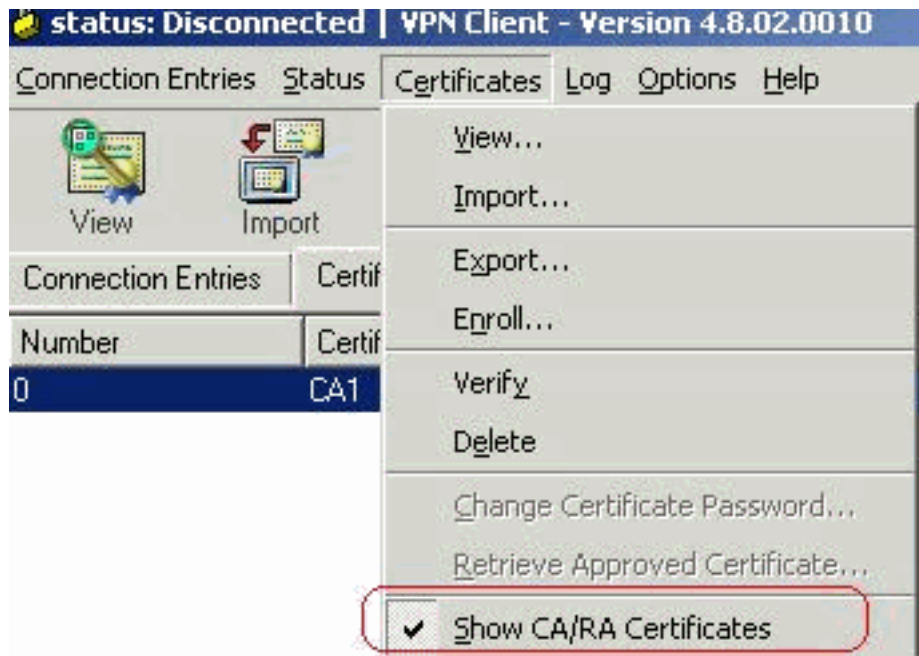 status: Disconnected | VPN Client - Version 4.8.02.0010
Connection Entries Status Certificates Log Options Help
View Import
Connection Entries Certif
Number Certif
0 CA1
View...
Import...
Export...
Enroll...
Verify
Delete
Change Certificate Password...
Retrieve Approved Certificate...
Show CA/RA Certificates